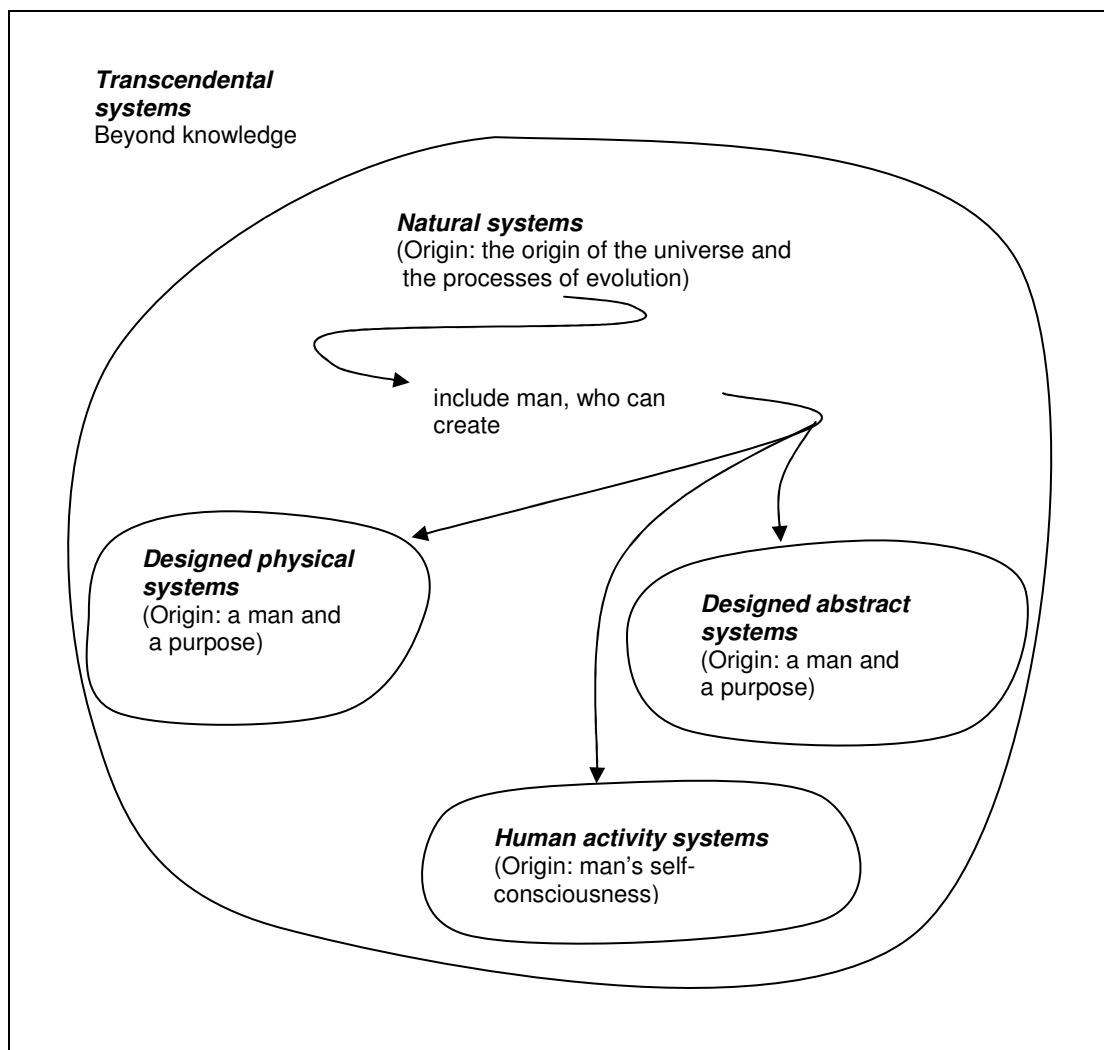 Transcendental
systems
Beyond knowledge
Natural systems
(Origin: the origin of the universe and
the processes of evolution)
include man, who can
create
Designed physical
systems
(Origin: a man and
a purpose)
Designed abstract
systems
(Origin: a man and
a purpose)
Human activity systems
(Origin: man’s self-
consciousness)